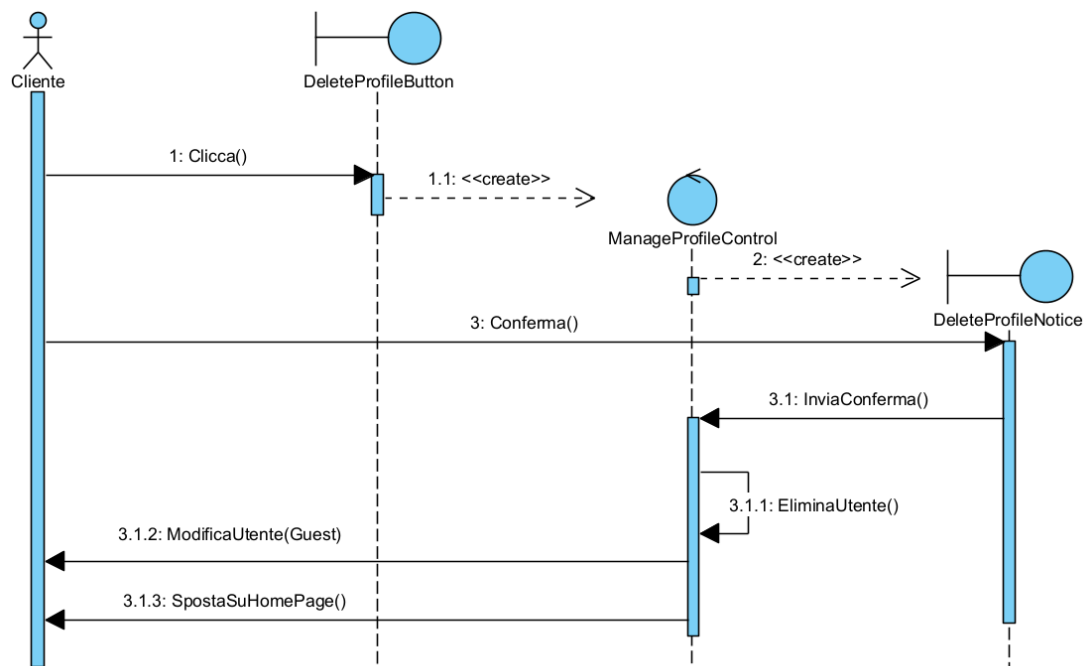 Cliente
DeleteProfileButton
1: Clicca()
1.1: <<create>>
ManageProfileControl
2: <<create>>
DeleteProfileNotice
3: Conferma()
3.1: InviaConferma()
3.1.1: EliminaUtente()
3.1.2: ModificaUtente(Guest)
3.1.3: SpostaSuHomePage()